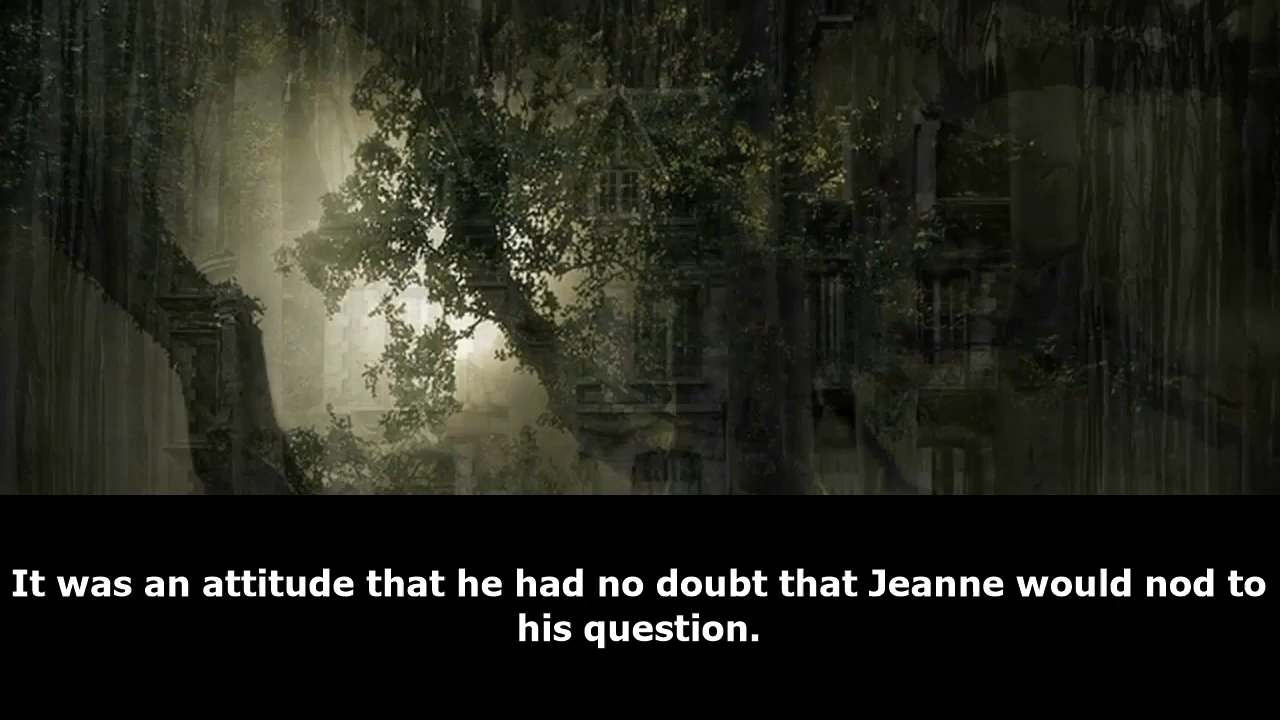 It was an attitude that he had no doubt that Jeanne would nod to
his question.